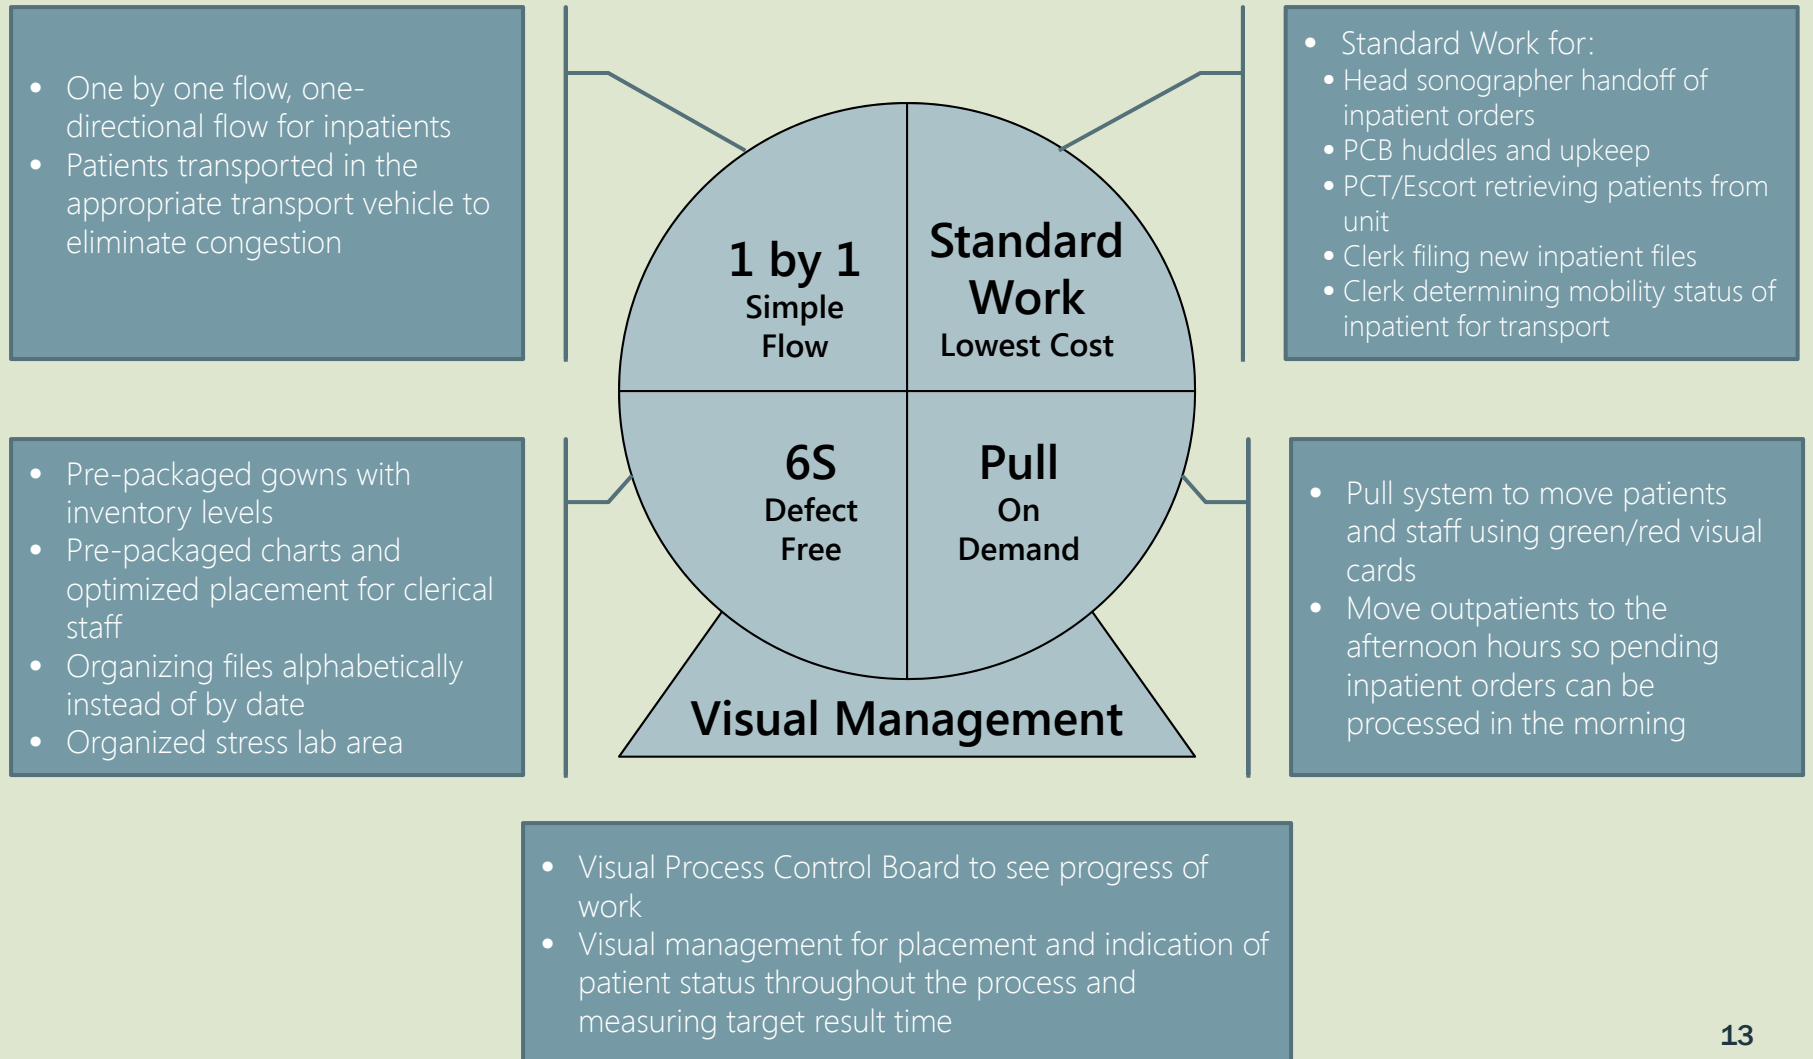 • One by one flow, one-
directional flow for inpatients
• Patients transported in the
appropriate transport vehicle to
eliminate congestion
• Standard Work for:
• Head sonographer handoff of
inpatient orders
• PCB huddles and upkeep
• PCT/Escort retrieving patients from
unit
• Clerk filing new inpatient files
• Clerk determining mobility status of
inpatient for transport
1 by 1
Simple
Flow
Standard
Work
Lowest Cost
6S
Defect
Free
Pull
On
Demand
Visual Management
• Pre-packaged gowns with
inventory levels
• Pre-packaged charts and
optimized placement for clerical
staff
• Organizing files alphabetically
instead of by date
• Organized stress lab area
• Pull system to move patients
and staff using green/red visual
cards
• Move outpatients to the
afternoon hours so pending
inpatient orders can be
processed in the morning
• Visual Process Control Board to see progress of
work
• Visual management for placement and indication of
patient status throughout the process and
measuring target result time
13